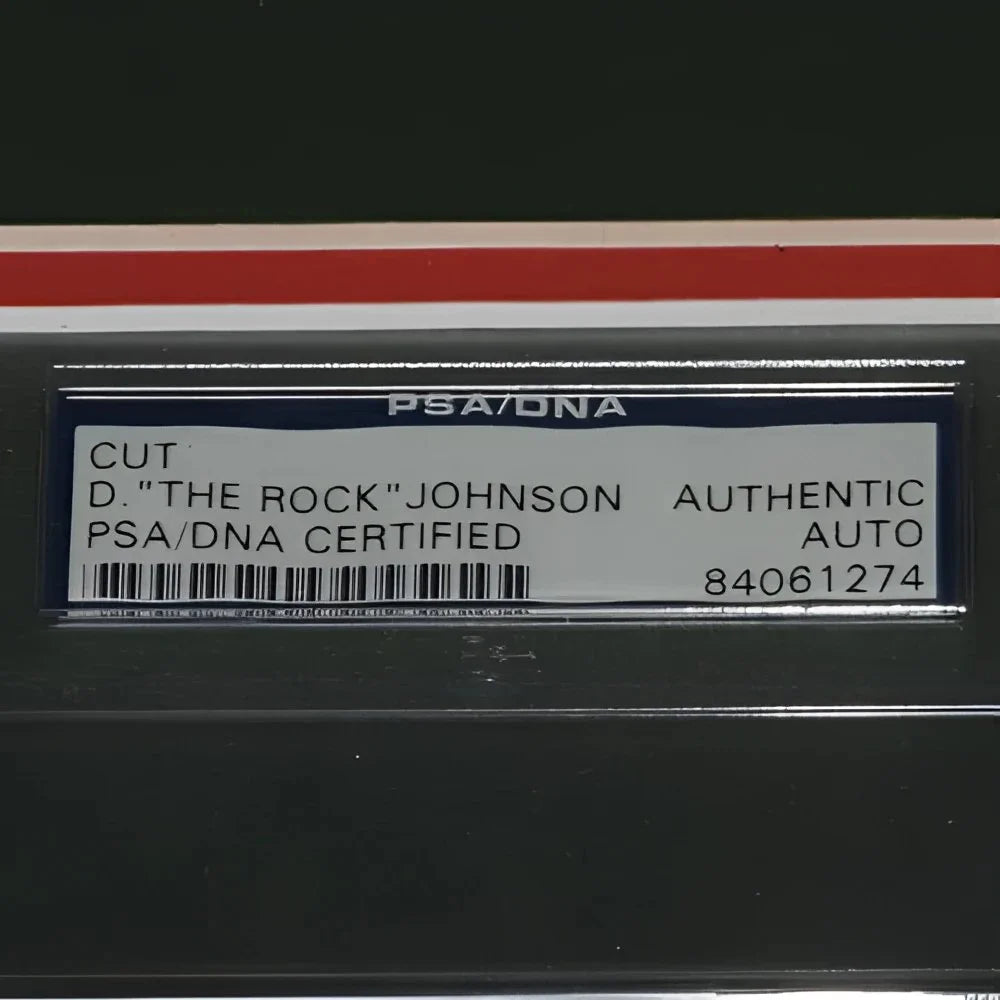 PSA/DNA
CUT
D. "THE ROCK" JOHNSON AUTHENTIC
PSA/DNA CERTIFIED AUTO
84061274